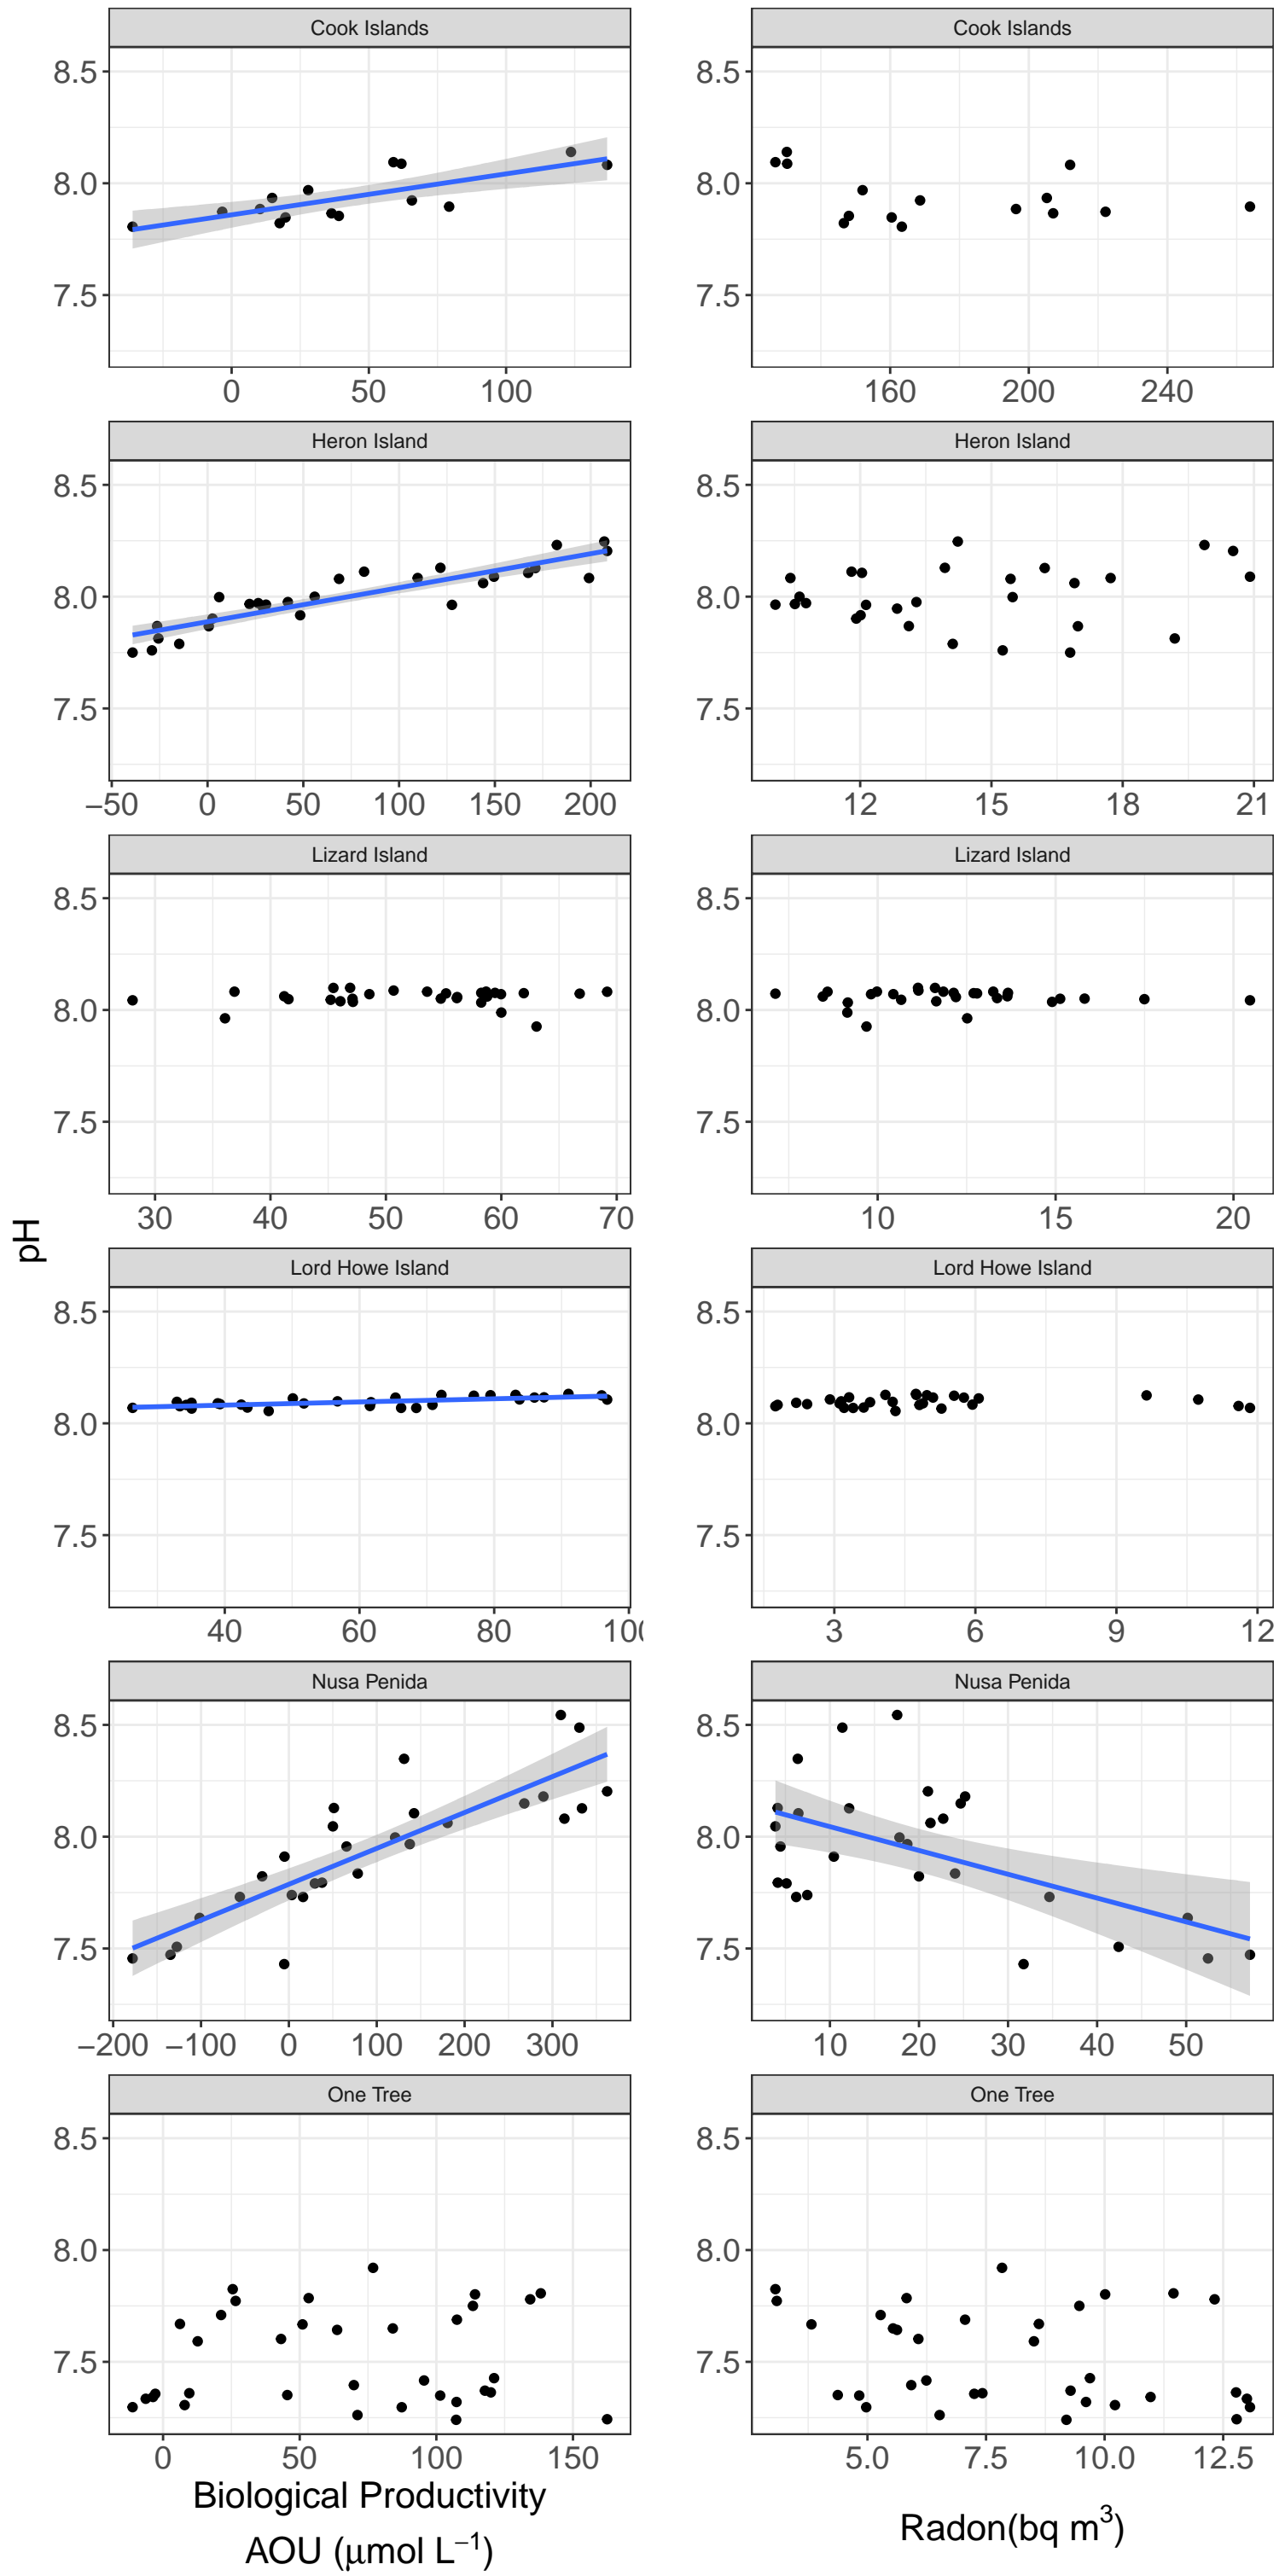 Cook Islands
Cook Islands
8.5
8.0
7.5
8.5
8.0
7.5
0 50 100
160 200 240
Heron Island
Heron Island
8.5
8.0
7.5
8.5
8.0
7.5
−50 0 50 100 150 200
12 15 18 21
Lizard Island
Lizard Island
8.5
8.0
7.5
8.5
8.0
7.5
30 40 50 60 70
10 15 20
pH
Lord Howe Island
Lord Howe Island
8.5
8.0
7.5
8.5
8.0
7.5
40 60 80 100
3 6 9 12
Nusa Penida
Nusa Penida
8.5
8.0
7.5
8.5
8.0
7.5
−200 −100 0 100 200 300
10 20 30 40 50
One Tree
One Tree
8.5
8.0
7.5
8.5
8.0
7.5
0 50 100 150
5.0 7.5 10.0 12.5
Biological Productivity
AOU (μmol L⁻¹)
Radon(bq m³)